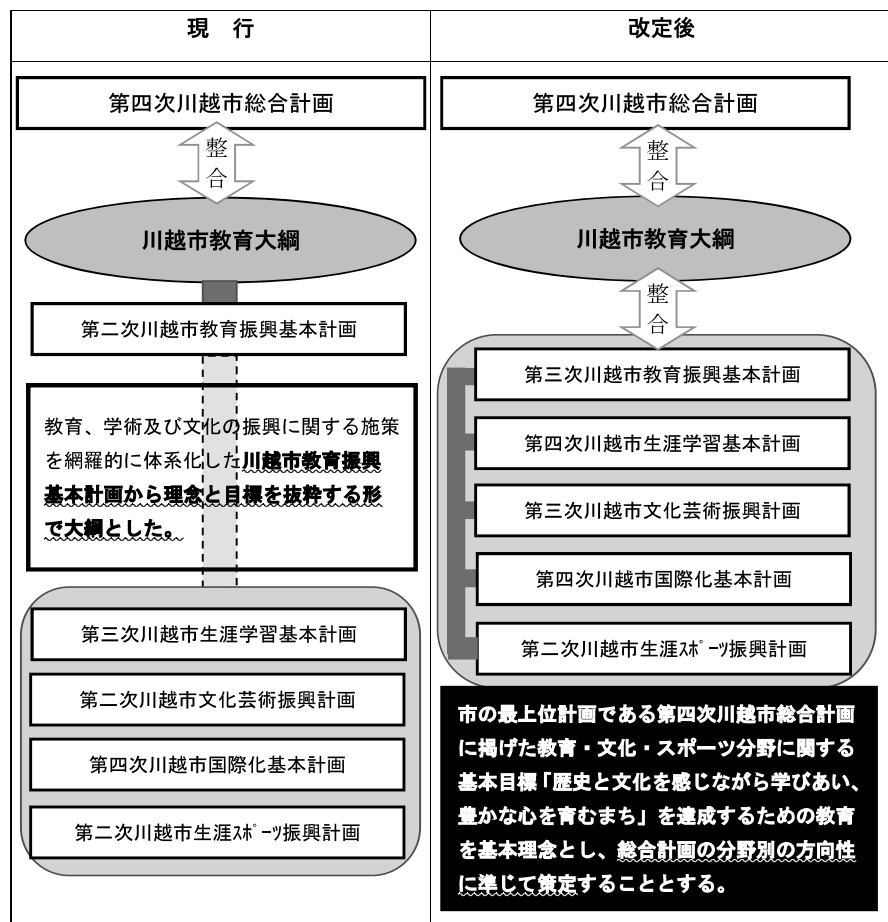 現　行
第四次川越市総合計画
整
合
川越市教育大綱
第二次川越市教育振興基本計画
教育、学術及び文化の振興に関する施策
を網羅的に体系化した川越市教育振興
基本計画から理念と目標を抜粋する形
で大綱とした。
第三次川越市生涯学習基本計画
第二次川越市文化芸術振興計画
第四次川越市国際化基本計画
第二次川越市生涯ｽﾎﾟｰﾂ振興計画
改定後
第四次川越市総合計画
整
合
川越市教育大綱
整
合
第三次川越市教育振興基本計画
第四次川越市生涯学習基本計画
第三次川越市文化芸術振興計画
第四次川越市国際化基本計画
第二次川越市生涯ｽﾎﾟｰﾂ振興計画
市の最上位計画である第四次川越市総合計画
に掲げた教育・文化・スポーツ分野に関する
基本目標「歴史と文化を感じながら学びあい、
豊かな心を育むまち」を達成するための教育
を基本理念とし、総合計画の分野別の方向性
に準じて策定することとする。